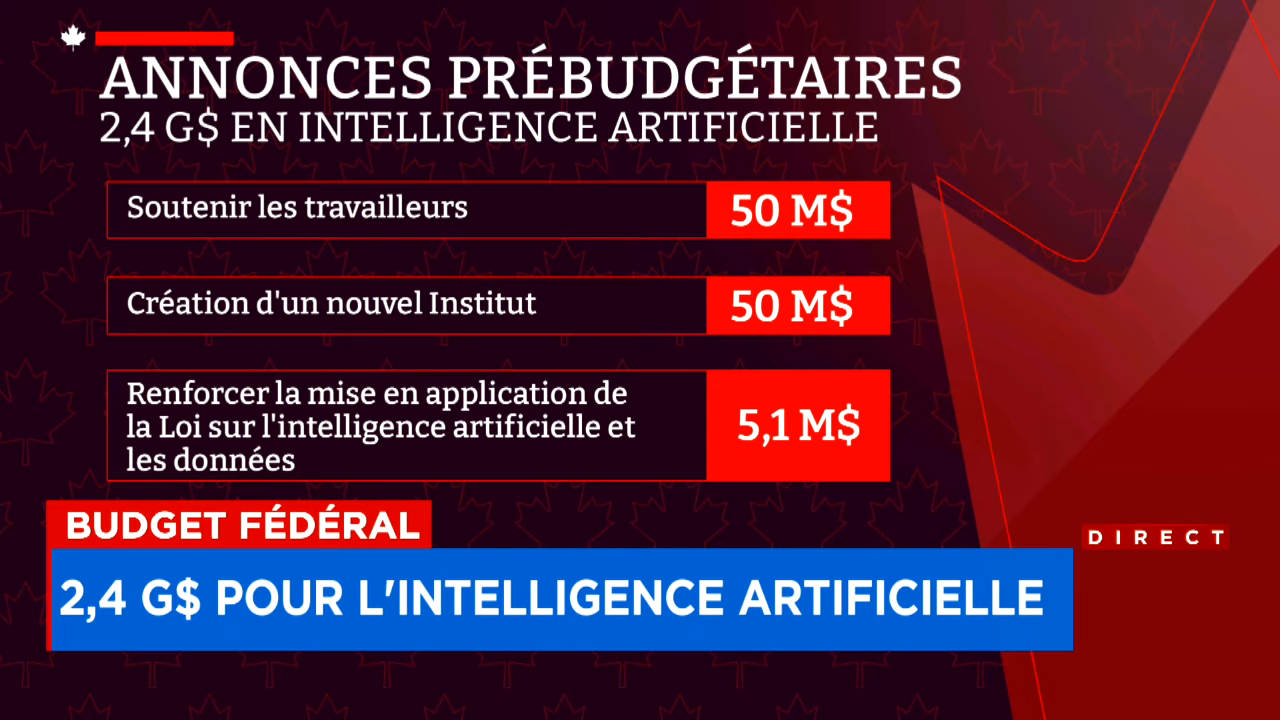 ANNONCES PRÉBUDGÉTAIRES
2,4 G$ EN INTELLIGENCE ARTIFICIELLE
Soutenir les travailleurs
50 M$
Création d'un nouvel Institut
50 M$
Renforcer la mise en application de
la Loi sur l'intelligence artificielle et
les données
5,1 M$
BUDGET FÉDÉRAL
DIRECT
2,4 G$ POUR L'INTELLIGENCE ARTIFICIELLE